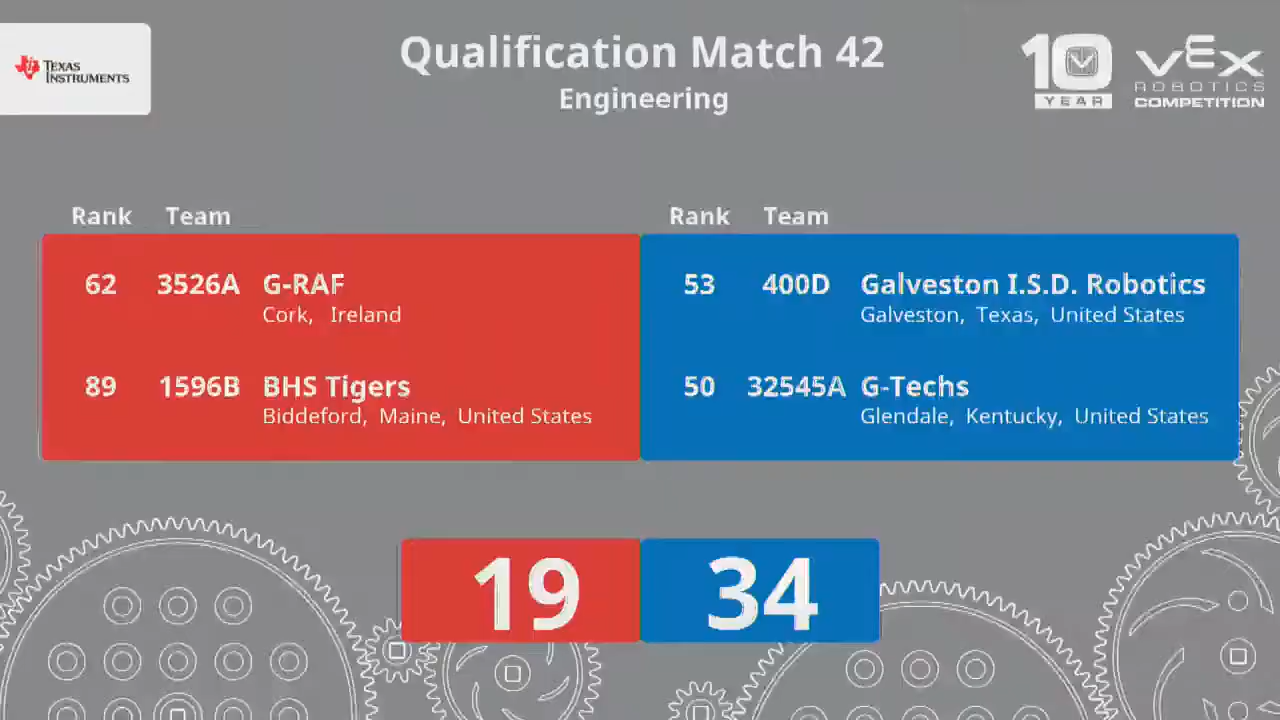 TEXAS
INSTRUMENTS
Qualification Match 42
Engineering
10
YEAR
VEX
ROBOTICS
COMPETITION
Rank Team
62 3526A G-RAF
Cork, Ireland
89 1596B BHS Tigers
Biddeford, Maine, United States
Rank Team
53 400D Galveston I.S.D. Robotics
Galveston, Texas, United States
50 32545A G-Techs
Glendale, Kentucky, United States
19 34